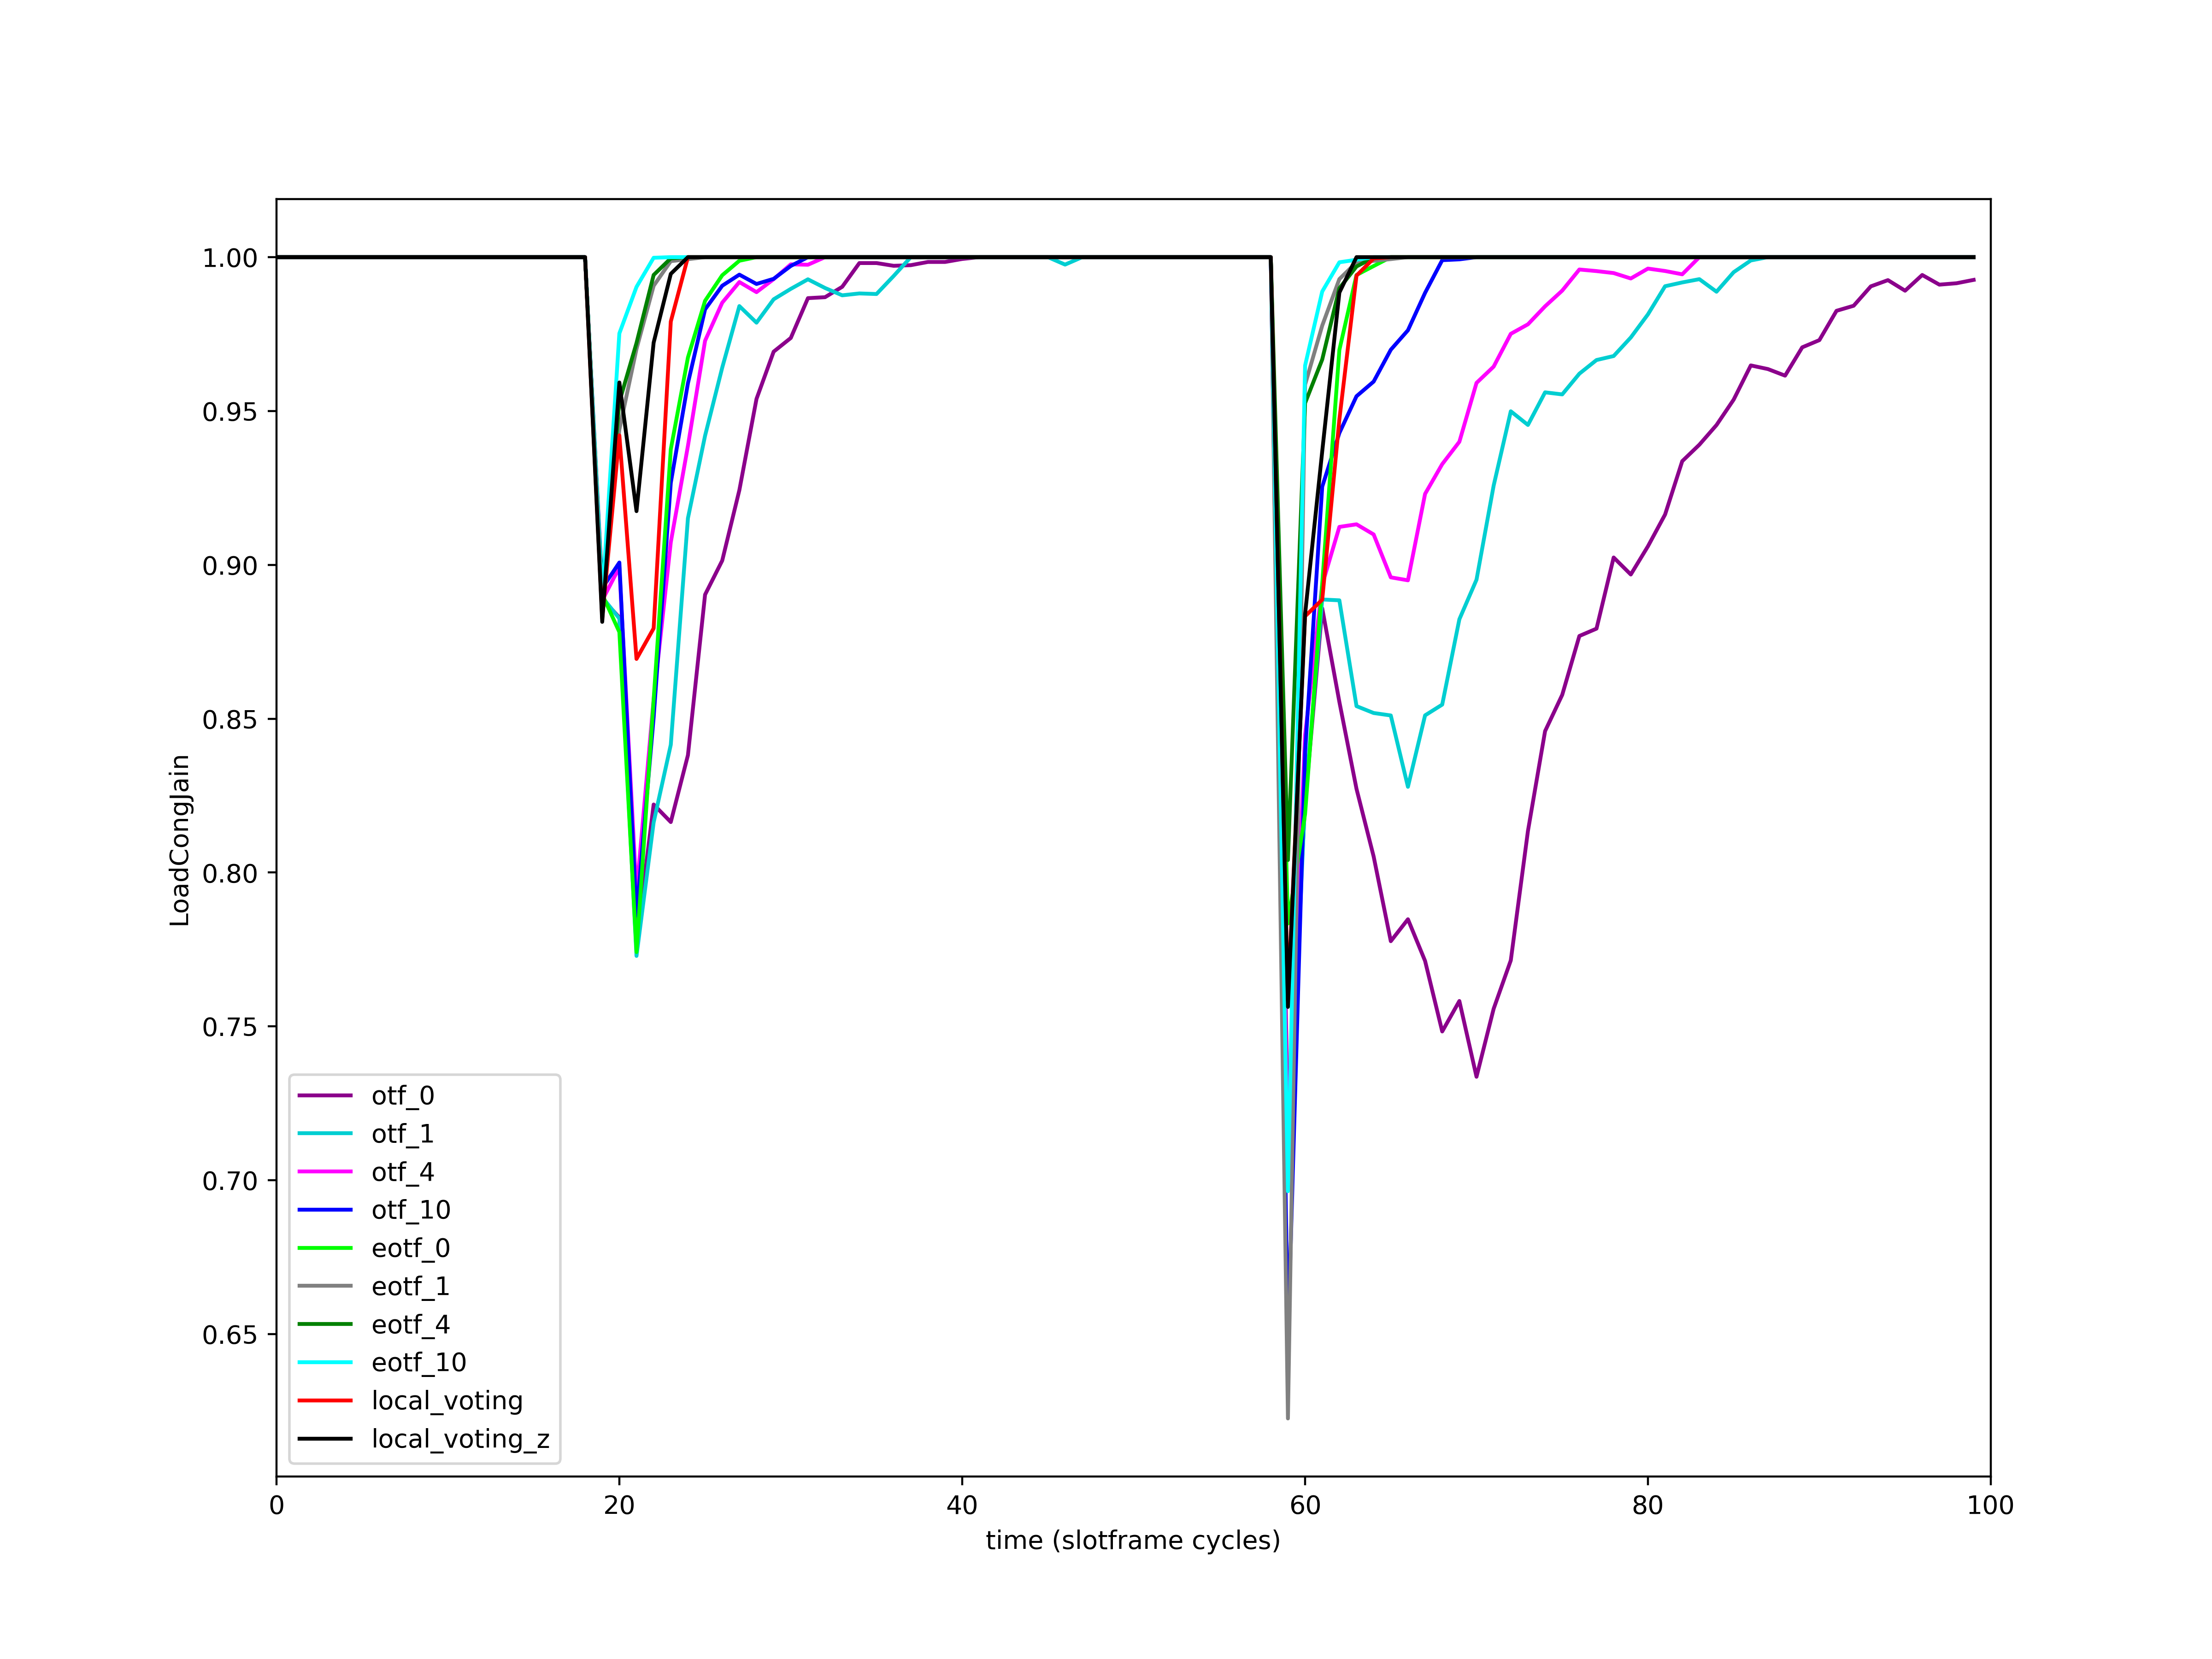 1.00
0.95
0.90
0.85
0.80
0.75
0.70
0.65
LoadCongJain
otf_0
otf_1
otf_4
otf_10
eotf_0
eotf_1
eotf_4
eotf_10
local_voting
local_voting_z
0 20 40 60 80 100
time (slotframe cycles)